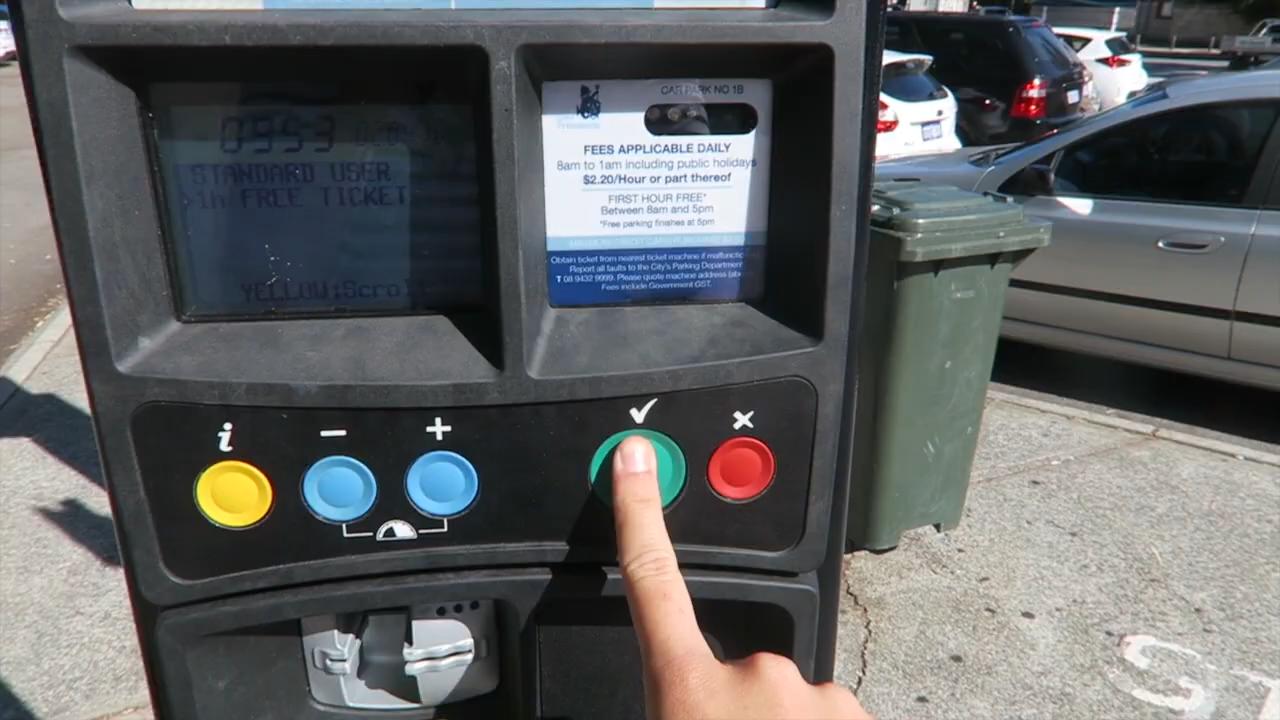 0953
STANDARD USER
>1h FREE TICKET
YELLOW:Scroll
CAR PARK NO 1B
FEES APPLICABLE DAILY
8am to 1am including public holidays
$2.20/Hour or part thereof
FIRST HOUR FREE*
Between 8am and 5pm
*Free parking finishes at 5pm
Obtain ticket from nearest ticket machine if malfunctio
Report all faults to the City's Parking Department
T 08 9432 9999. Please quote machine address (abo
Fees include Government GST.
i
− +
✓ ×
ST